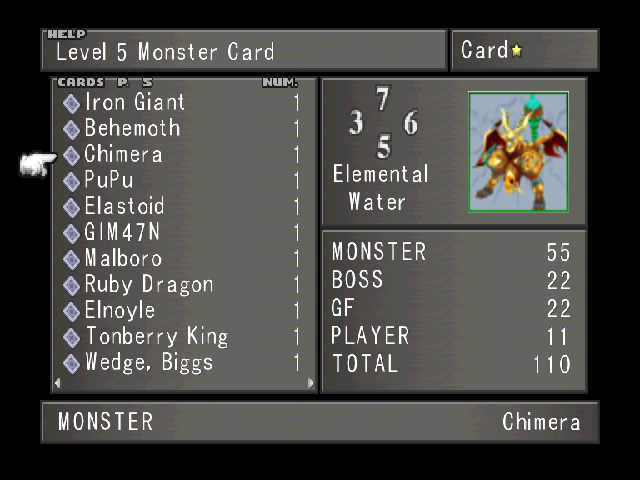 HELP
Level 5 Monster Card
Card
CARDS P. 5 NUM.
Iron Giant 1
Behemoth 1
Chimera 1
PuPu 1
Elastoid 1
GIM47N 1
Malboro 1
Ruby Dragon 1
Elnoyle 1
Tonberry King 1
Wedge, Biggs 1
7
3 6
5
Elemental
Water
MONSTER 55
BOSS 22
GF 22
PLAYER 11
TOTAL 110
MONSTER Chimera